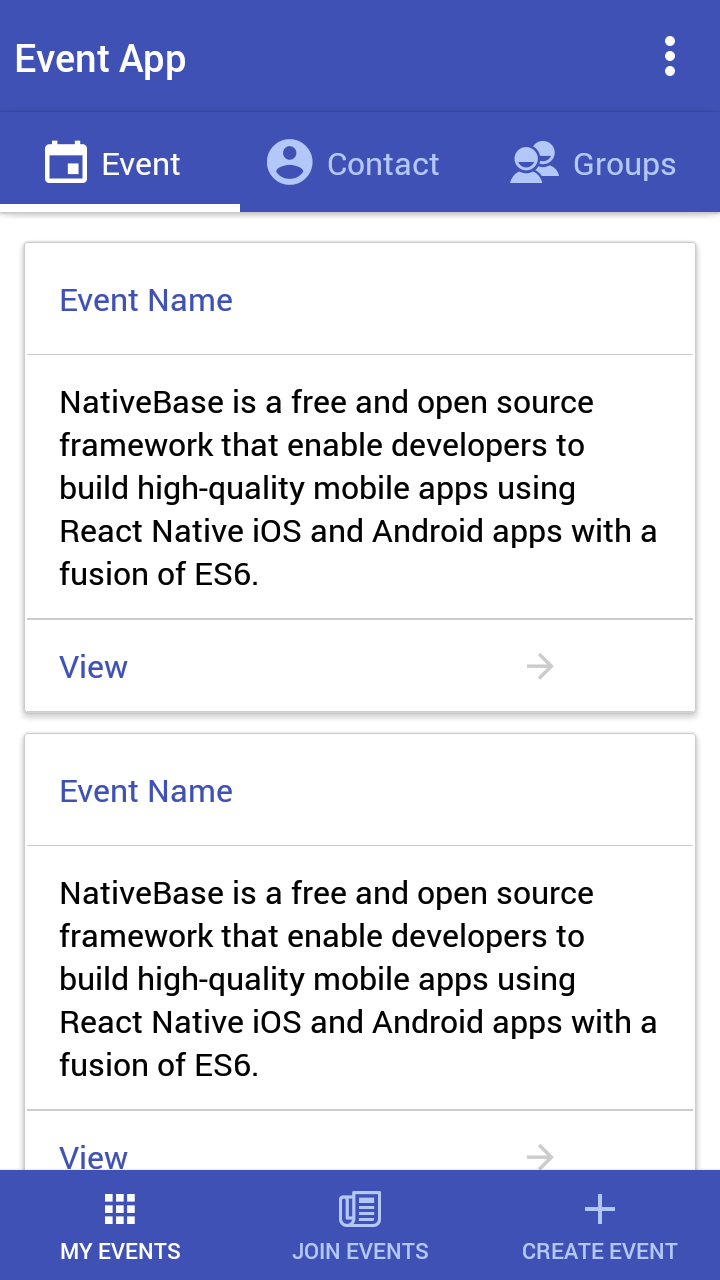 Event App
Event
Contact
Groups
Event Name
NativeBase is a free and open source
framework that enable developers to
build high-quality mobile apps using
React Native iOS and Android apps with a
fusion of ES6.
View
Event Name
NativeBase is a free and open source
framework that enable developers to
build high-quality mobile apps using
React Native iOS and Android apps with a
fusion of ES6.
View
MY EVENTS
JOIN EVENTS
CREATE EVENT